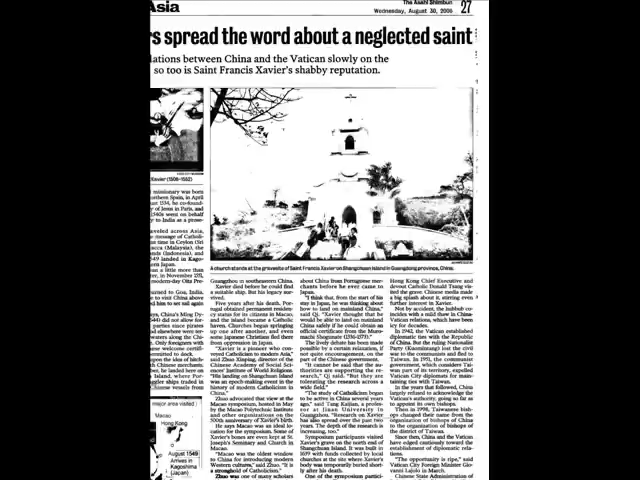 Asia
The Asahi Shimbun
Wednesday, August 30, 2006 27
rs spread the word about a neglected saint
lations between China and the Vatican slowly on the
so too is Saint Francis Xavier's shabby reputation.
Xavier (1506-1552)
A church stands at the gravesite of Saint Francis Xavier on Shangchuan Island in Guangdong province, China.
missionary was born
orthern Spain, in April
ust 1534, he co-found-
of Jesus in Paris, and
1540s went on behalf
y to India as a prose-
raveled across Asia,
message of Catholi-
us time in Ceylon (Sri
acca (Malaysia), the
nds (Indonesia), and
1549 landed in Kago-
ern Japan.
ust a little more than
er, in November 1551,
modern-day Oita Pre-
urned to Goa, India.
e to visit China above
d him to set sail again
ys, China's Ming Dy-
44) did not allow for-
parties since pirates
d elsewhere were ter-
waters along the Chi-
Only foreigners with
me welcome certifi-
ermitted to dock.
upon the idea of hitch-
th Chinese merchants.
er, he landed here on
Island, where Por-
ggler ships traded in
Chinese vessels from
major area visited
Macao
Hong Kong
August 1549
Arrives in
Kagoshima
(Japan)
Guangzhou in southeastern China.
Xavier died before he could find
a suitable ship. But his legacy sur-
vived.
Five years after his death, Por-
tugal obtained permanent residen-
cy status for its citizens in Macao,
and the island became a Catholic
haven. Churches began springing
up one after another, and even
some Japanese Christians fled there
from oppression in Japan.
"Xavier is a pioneer who con-
veyed Catholicism to modern Asia,"
said Zhuo Xinping, director of the
Chinese Academy of Social Sci-
ences' Institute of World Religions.
"His landing on Shangchuan Island
was an epoch-making event in the
history of modern Catholicism in
China."
Zhuo advocated that view at the
Macao symposium, hosted in May
by the Macao Polytechnic Institute
and other organizations on the
500th anniversary of Xavier's birth.
He says Macao was an ideal lo-
cation for the symposium. Some of
Xavier's bones are even kept at St.
Joseph's Seminary and Church in
Macao.
"Macao was the oldest window
to China for introducing modern
Western cultures," said Zhuo. "It is
a stronghold of Catholicism."
Zhuo was one of many scholars
about China from Portuguese mer-
chants before he ever came to
Japan.
"I think that, from the start of his
stay in Japan, he was thinking about
how to land on mainland China,"
said Qi. "Xavier thought that he
would be able to land on mainland
China safely if he could obtain an
official certificate from the Muro-
machi Shogunate (1336-1573)."
The lively debate has been made
possible by a certain relaxation, if
not quite encouragement, on the
part of the Chinese government.
"It cannot be said that the au-
thorities are supporting the re-
search," Qi said. "But they are
tolerating the research across a
wide field."
"The study of Catholicism began
to be active in China several years
ago," said Tang Kaijian, a profes-
sor at Jinan University in
Guangzhou. "Research on Xavier
has also spread over the past two
years. The depth of the research is
increasing, too."
Symposium participants visited
Xavier's grave on the north end of
Shangchuan Island. It was built in
1699 with funds collected by local
churches at the site where Xavier's
body was temporarily buried short-
ly after his death.
One of the symposium partici-
Hong Kong Chief Executive and
devout Catholic Donald Tsang vis-
ited the grave. Chinese media made
a big splash about it, stirring even
further interest in Xavier.
Not by accident, the hubbub co-
incides with a mild thaw in China-
Vatican relations, which have been
icy for decades.
In 1942, the Vatican established
diplomatic ties with the Republic
of China. But the ruling Nationalist
Party (Kuomintang) lost the civil
war to the communists and fled to
Taiwan. In 1951, the communist
government, which considers Tai-
wan part of its territory, expelled
Vatican City diplomats for main-
taining ties with Taiwan.
In the years that followed, China
largely refused to acknowledge the
Vatican's authority, going so far as
to appoint its own bishops.
Then in 1998, Taiwanese bish-
ops changed their name from the
organization of bishops of China
to the organization of bishops of
the district of Taiwan.
Since then, China and the Vatican
have edged cautiously toward the
establishment of diplomatic rela-
tions.
"The opportunity is ripe," said
Vatican City Foreign Minister Gio-
vanni Lajolo in March.
Chinese State Administration of